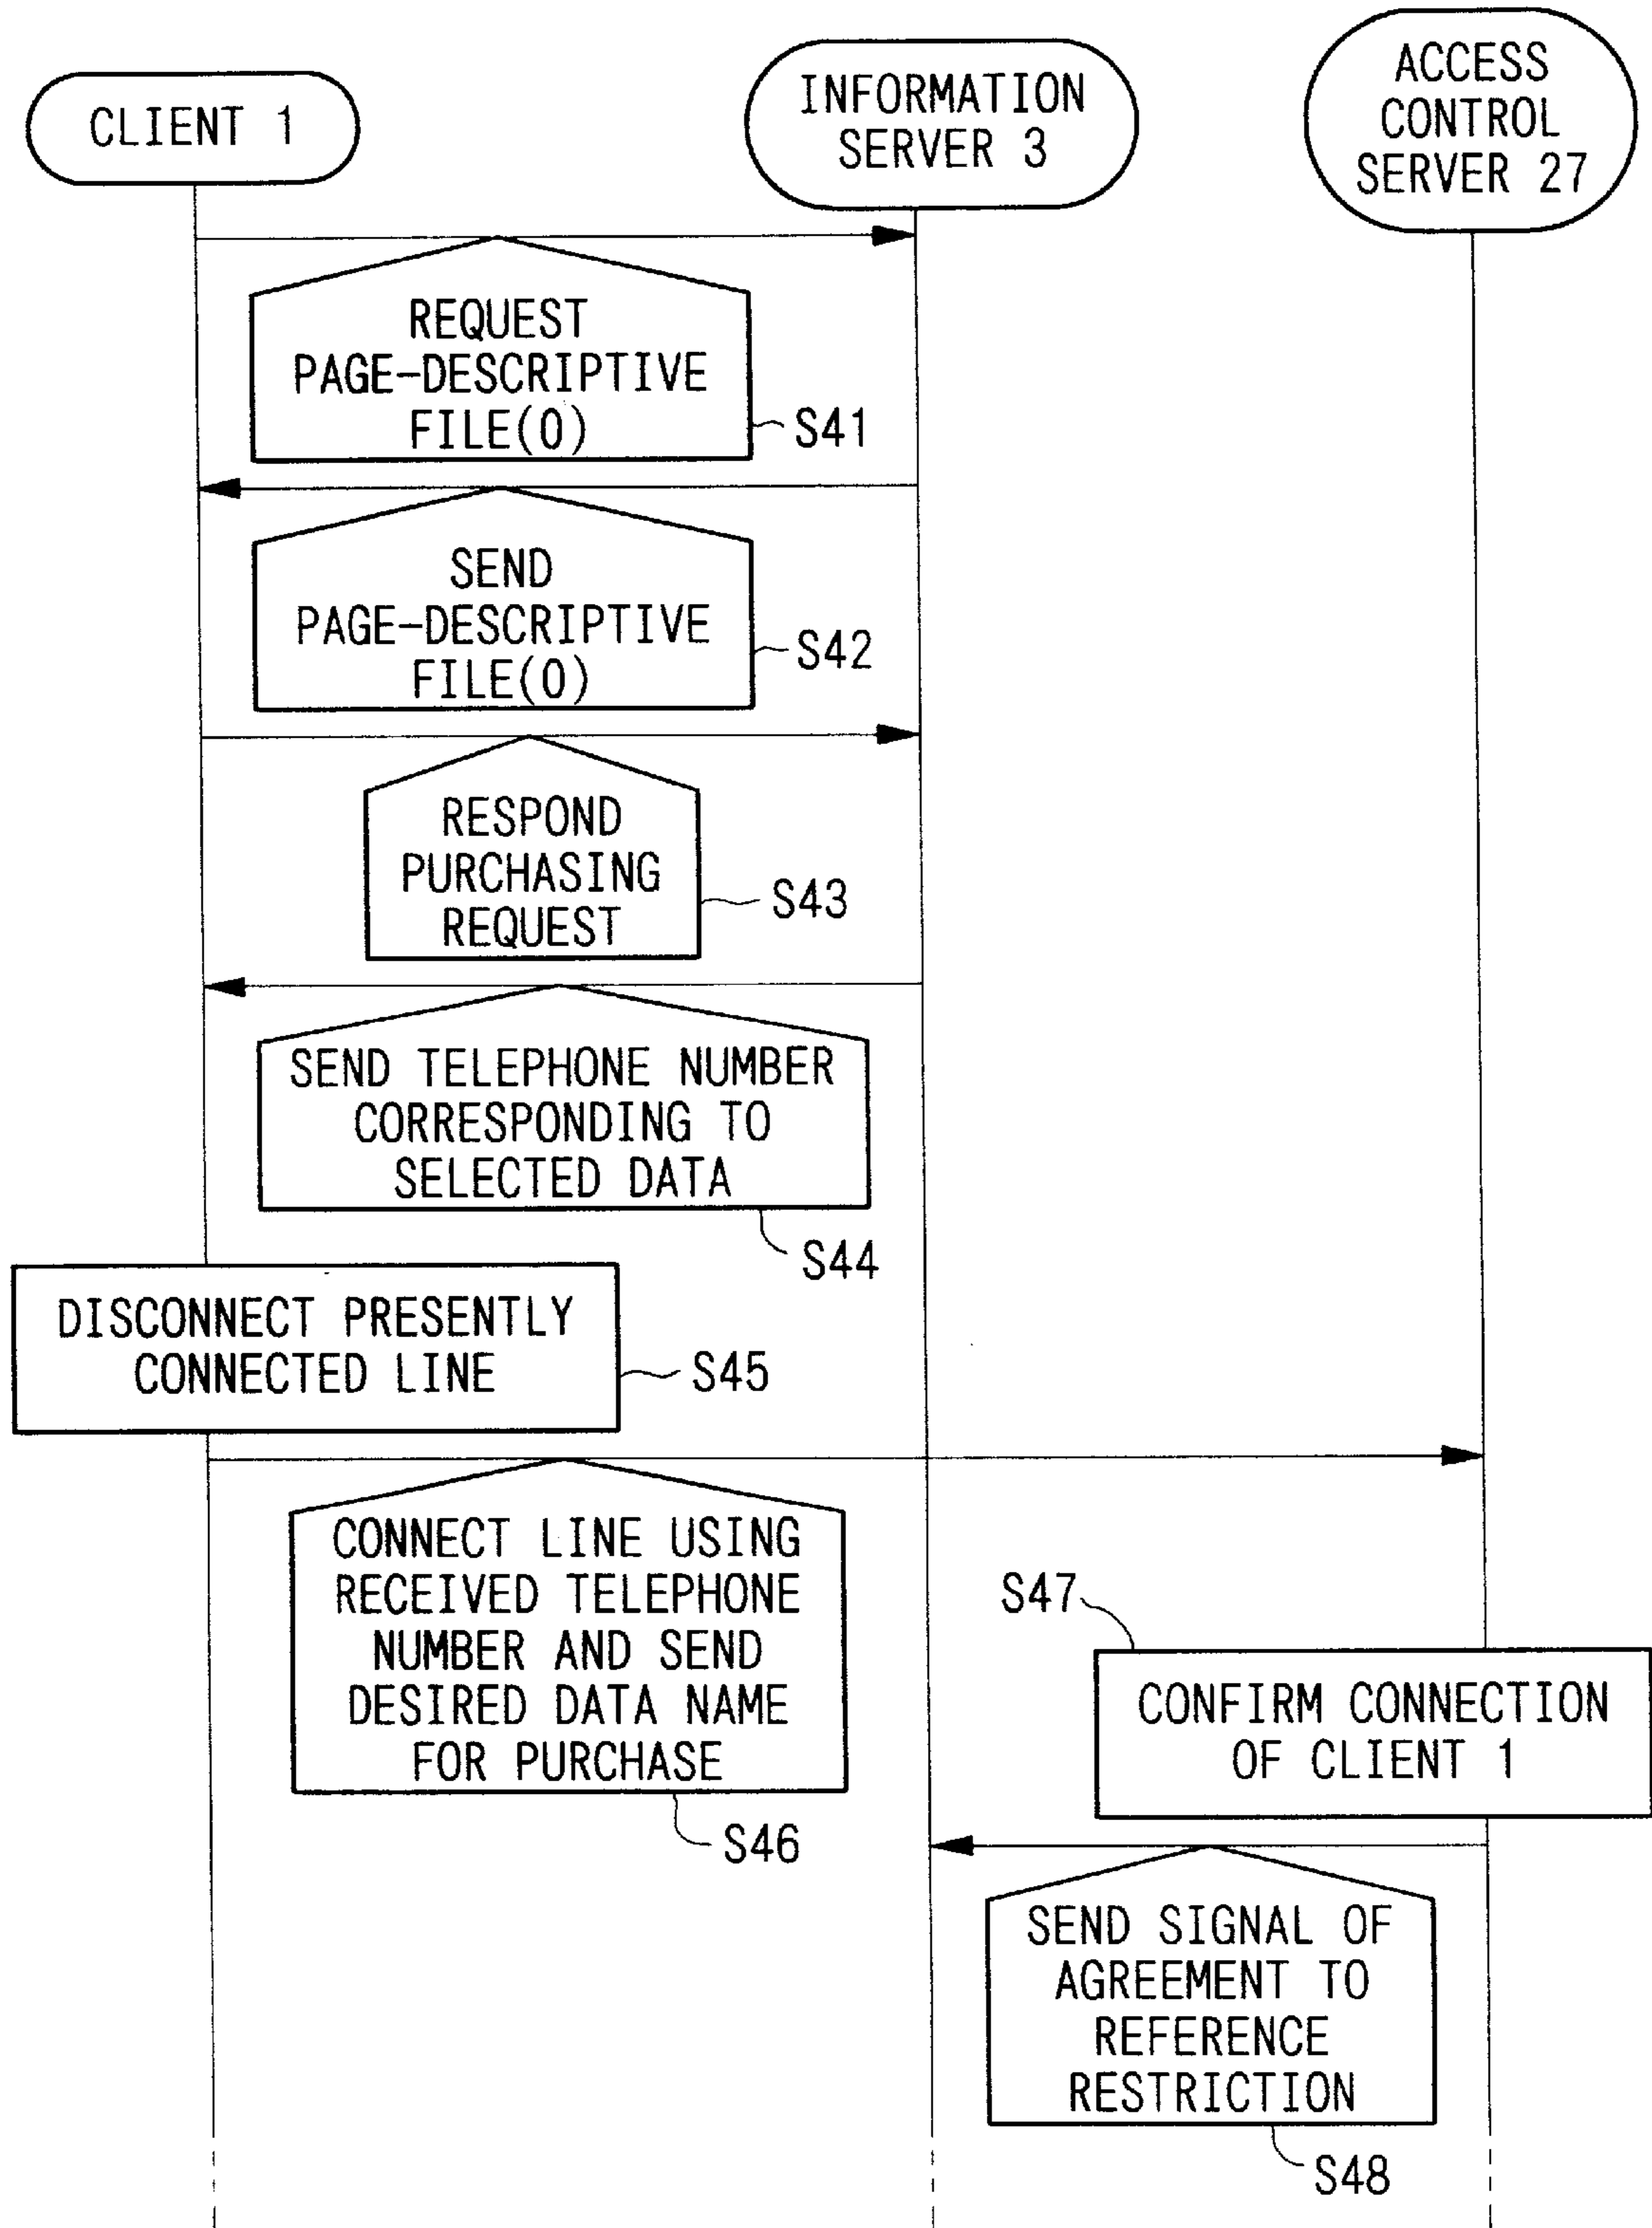 CLIENT 1
INFORMATION
SERVER 3
ACCESS
CONTROL
SERVER 27
REQUEST
PAGE-DESCRIPTIVE
FILE(0)
S41
SEND
PAGE-DESCRIPTIVE
FILE(0)
S42
RESPOND
PURCHASING
REQUEST
S43
SEND TELEPHONE NUMBER
CORRESPONDING TO
SELECTED DATA
S44
DISCONNECT PRESENTLY
CONNECTED LINE
S45
CONNECT LINE USING
RECEIVED TELEPHONE
NUMBER AND SEND
DESIRED DATA NAME
FOR PURCHASE
S46
S47
CONFIRM CONNECTION
OF CLIENT 1
SEND SIGNAL OF
AGREEMENT TO
REFERENCE
RESTRICTION
S48